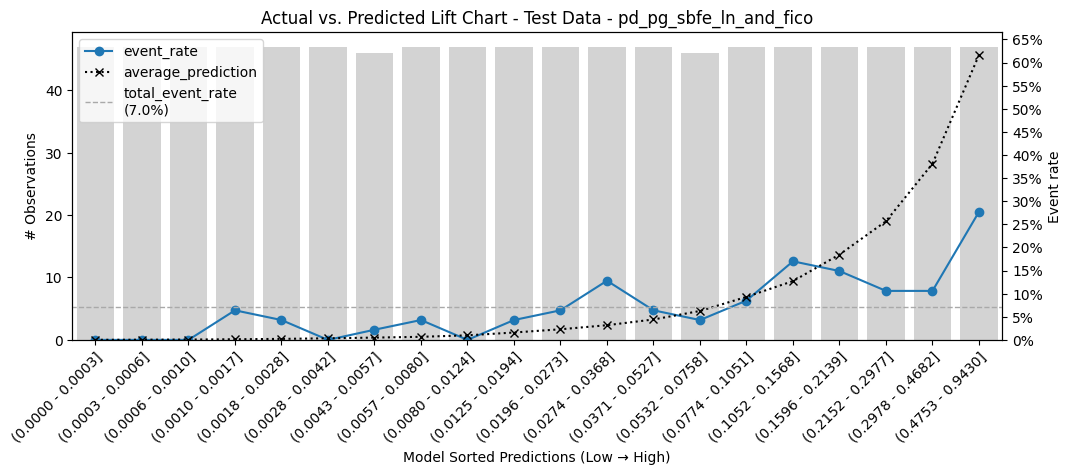 Actual vs. Predicted Lift Chart - Test Data - pd_pg_sbfe_ln_and_fico
event_rate
average_prediction
total_event_rate
(7.0%)
# Observations
40
30
20
10
0
65%
60%
55%
50%
45%
40%
35%
30%
25%
20%
15%
10%
5%
0%
Event rate
(0.0000 - 0.0003]
(0.0003 - 0.0006]
(0.0006 - 0.0010]
(0.0010 - 0.0017]
(0.0018 - 0.0028]
(0.0028 - 0.0042]
(0.0043 - 0.0057]
(0.0057 - 0.0080]
(0.0080 - 0.0124]
(0.0125 - 0.0194]
(0.0196 - 0.0273]
(0.0274 - 0.0368]
(0.0371 - 0.0527]
(0.0532 - 0.0758]
(0.0774 - 0.1051]
(0.1052 - 0.1568]
(0.1596 - 0.2139]
(0.2152 - 0.2977]
(0.2978 - 0.4682]
(0.4753 - 0.9430]
Model Sorted Predictions (Low → High)